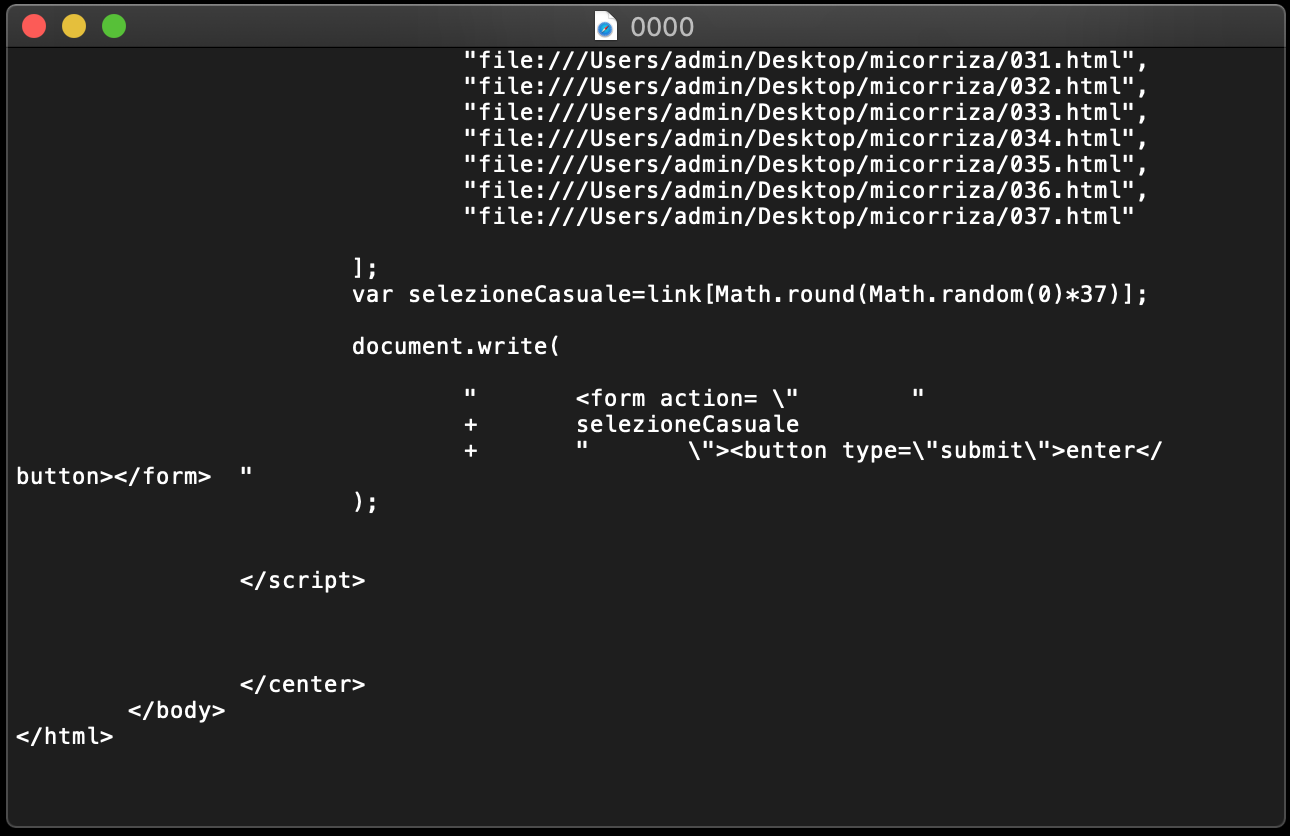 0000
"file:///Users/admin/Desktop/micorriza/031.html",
"file:///Users/admin/Desktop/micorriza/032.html",
"file:///Users/admin/Desktop/micorriza/033.html",
"file:///Users/admin/Desktop/micorriza/034.html",
"file:///Users/admin/Desktop/micorriza/035.html",
"file:///Users/admin/Desktop/micorriza/036.html",
"file:///Users/admin/Desktop/micorriza/037.html"
];
var selezioneCasuale=link[Math.round(Math.random(0)*37)];
document.write(
"       <form action= \"        "
+       selezioneCasuale
+       "       \"><button type=\"submit\">enter</
button></form>  "
);
</script>
</center>
</body>
</html>